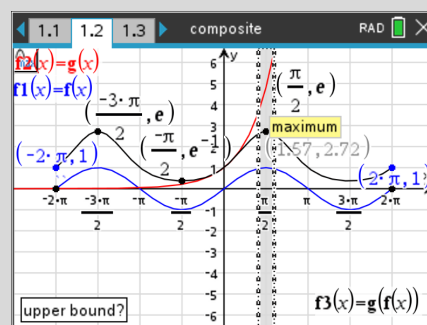 1.1 1.2 1.3 composite RAD
f2(x)=g(x)
f1(x)=f(x)
y
6
5
4
3
2
1
-1
-2
-3
-4
-5
-6
(-3·π/2, e)
(-π/2, e^-1)
(π/2, e)
maximum
(1.57, 2.72)
(-2·π, 1)
(2·π, 1)
-2·π -3·π/2 -π -π/2 π/2 π 3·π/2 2·π
f3(x)=g(f(x))
upper bound?